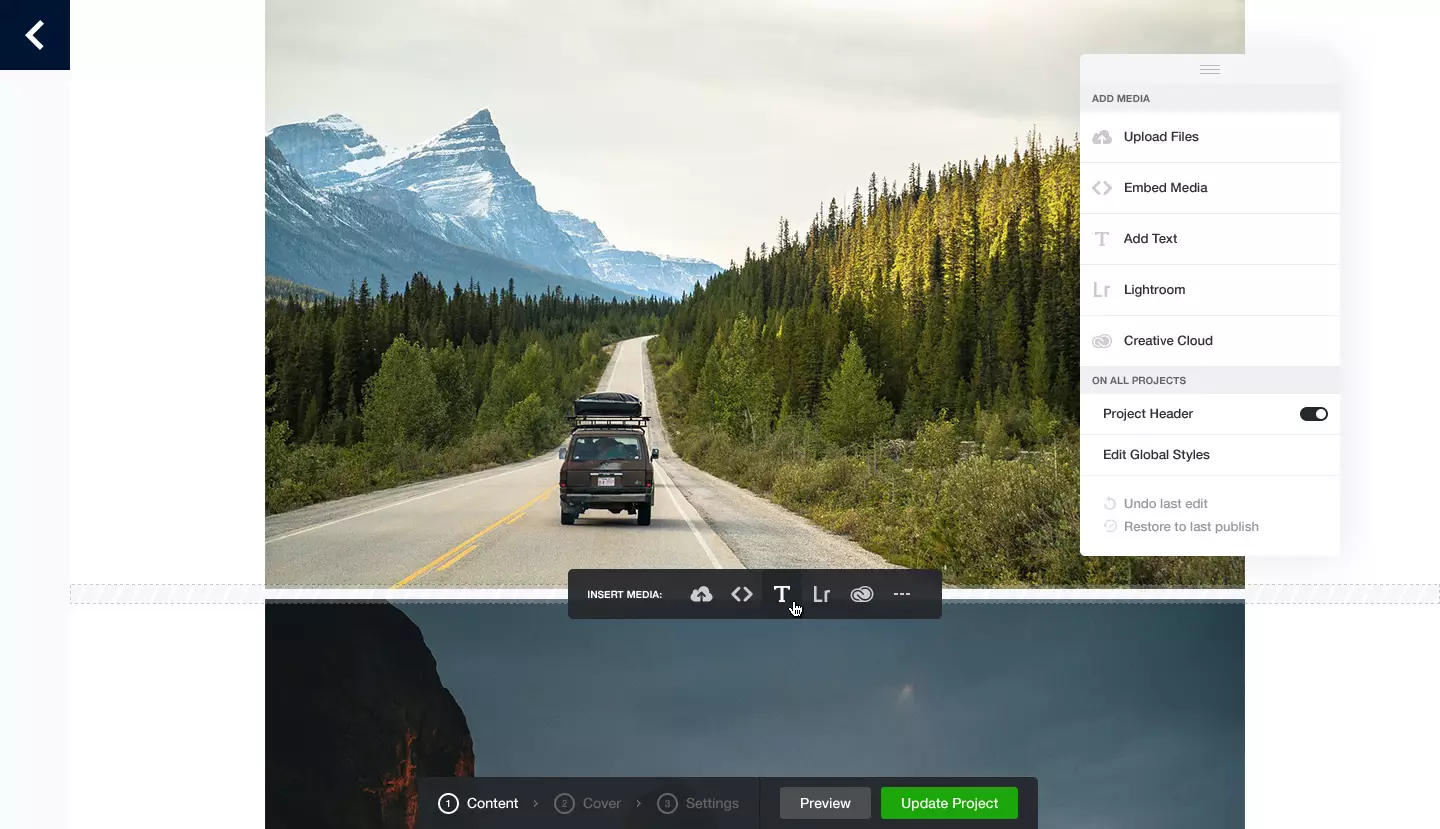 ADD MEDIA
Upload Files
Embed Media
T Add Text
Lr Lightroom
Creative Cloud
ON ALL PROJECTS
Project Header
Edit Global Styles
Undo last edit
Restore to last publish
INSERT MEDIA: T Lr
1 Content 2 Cover 3 Settings Preview Update Project